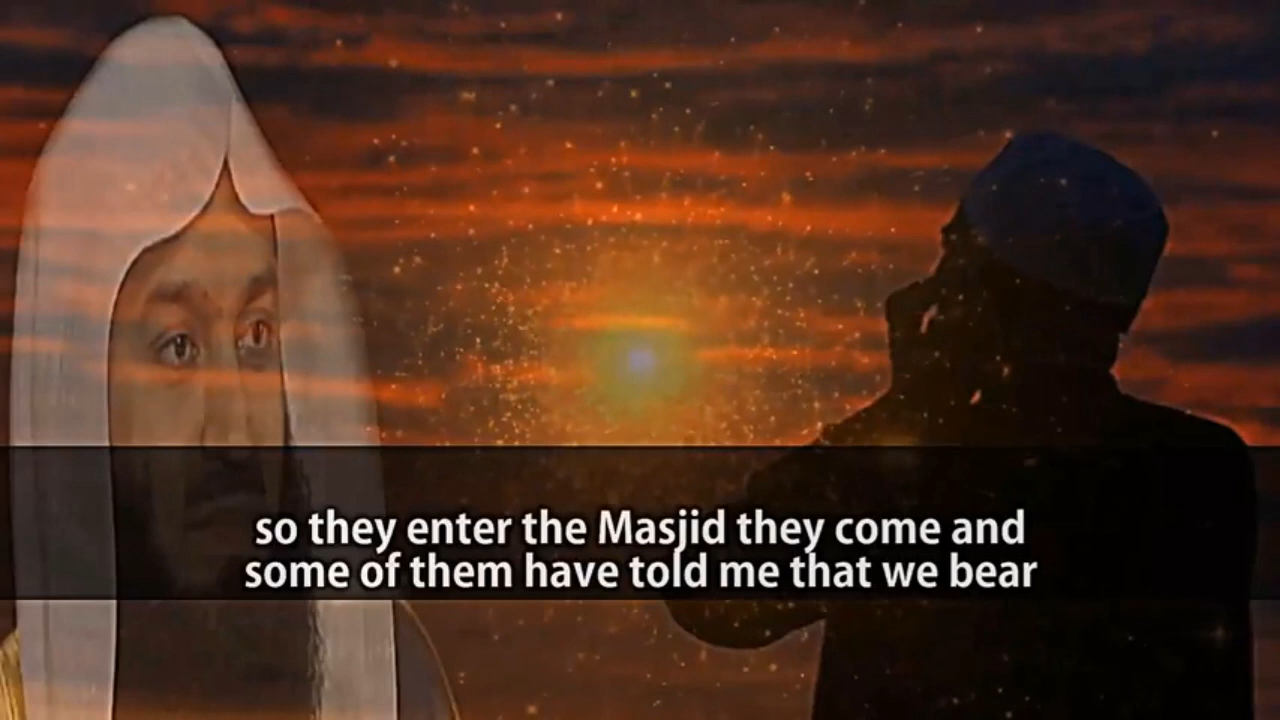 so they enter the Masjid they come and
some of them have told me that we bear